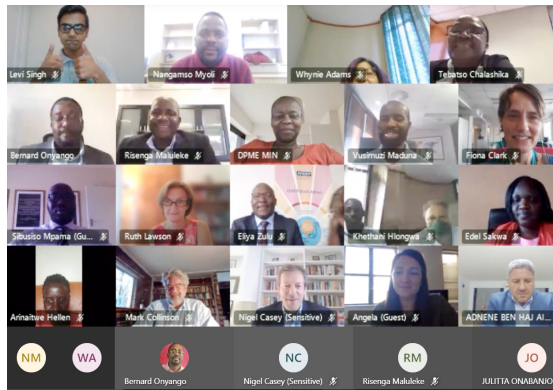 Levi Singh
Nangamso Myoli
Whynie Adams
Tebatso Chalashika
Bernard Onyango
Risenga Maluleke
DPME MIN
Vusimuzi Maduna
Fiona Clark
Sibusiso Mpama (Gu...
Ruth Lawson
Eliya Zulu
Khethani Hlongwa
Edel Sakwa
Arinaitwe Hellen
Mark Collinson
Nigel Casey (Sensitive)
Angela (Guest)
ADNENE BEN HAJ AI...
NM
WA
NC
RM
JO
Bernard Onyango
Nigel Casey (Sensitive)
Risenga Maluleke
JULITTA ONABANJO